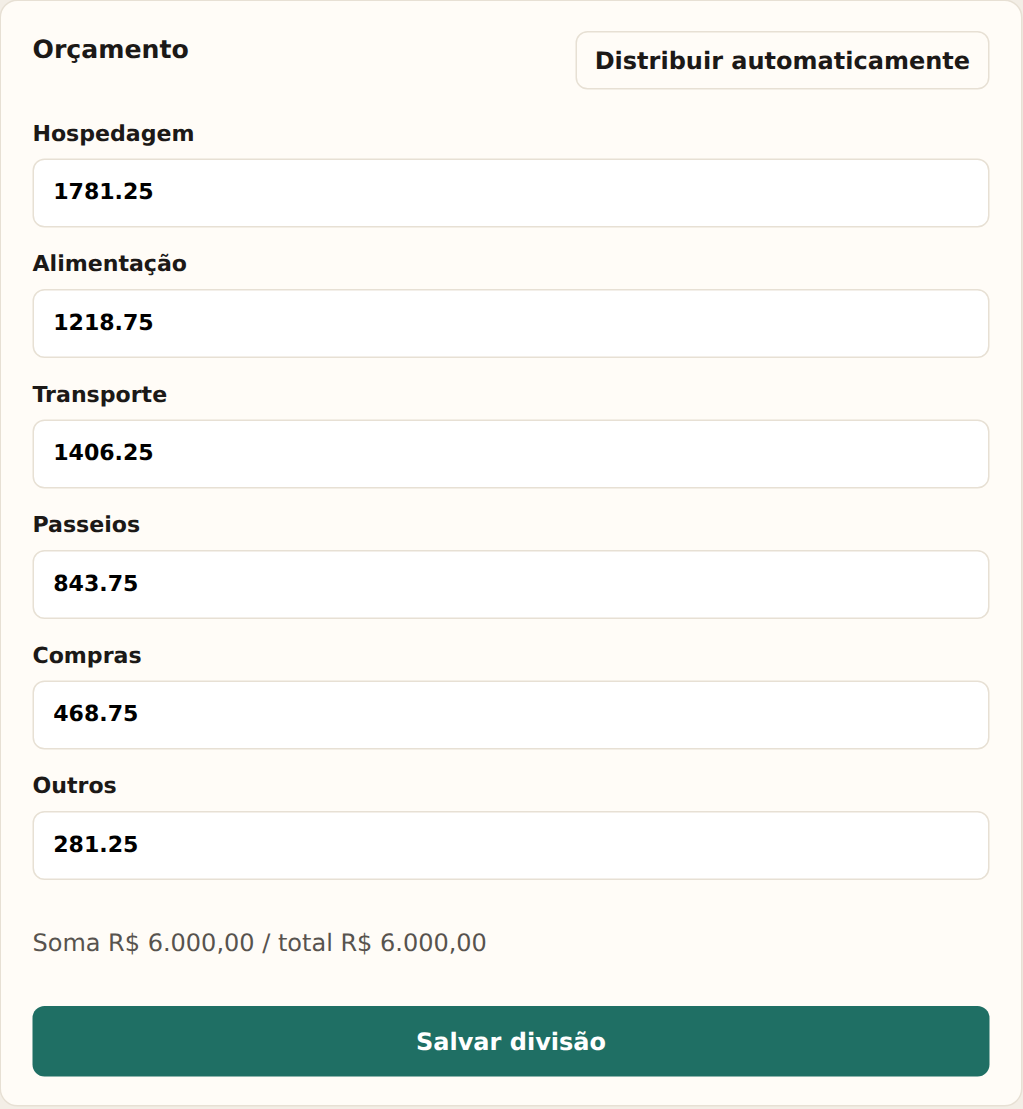 Orçamento
Distribuir automaticamente
Hospedagem
1781.25
Alimentação
1218.75
Transporte
1406.25
Passeios
843.75
Compras
468.75
Outros
281.25
Soma R$ 6.000,00 / total R$ 6.000,00
Salvar divisão